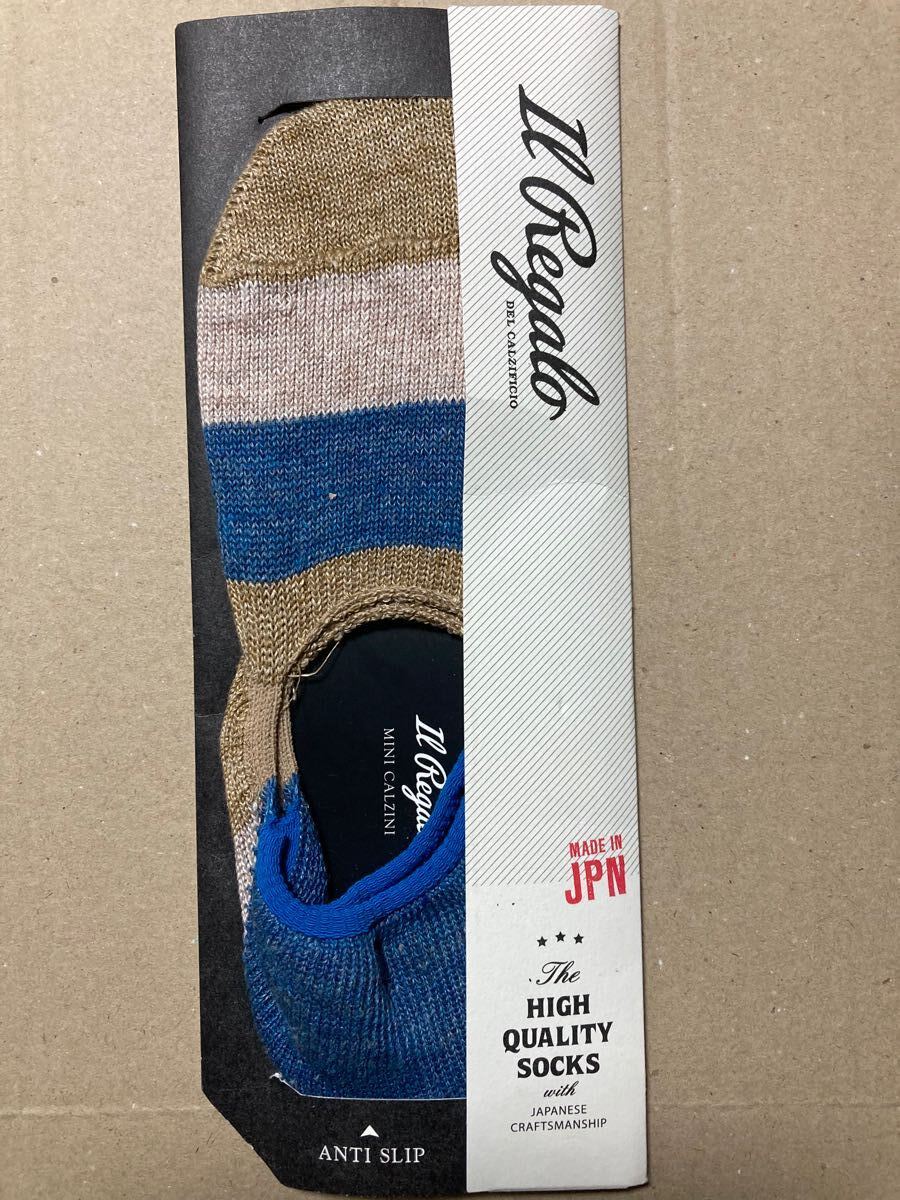 Il Regalo
DEL CALZIFICIO
Il Rega
MINI CALZINI
MADE IN
JPN
The
HIGH
QUALITY
SOCKS
with
JAPANESE
CRAFTSMANSHIP
ANTI SLIP